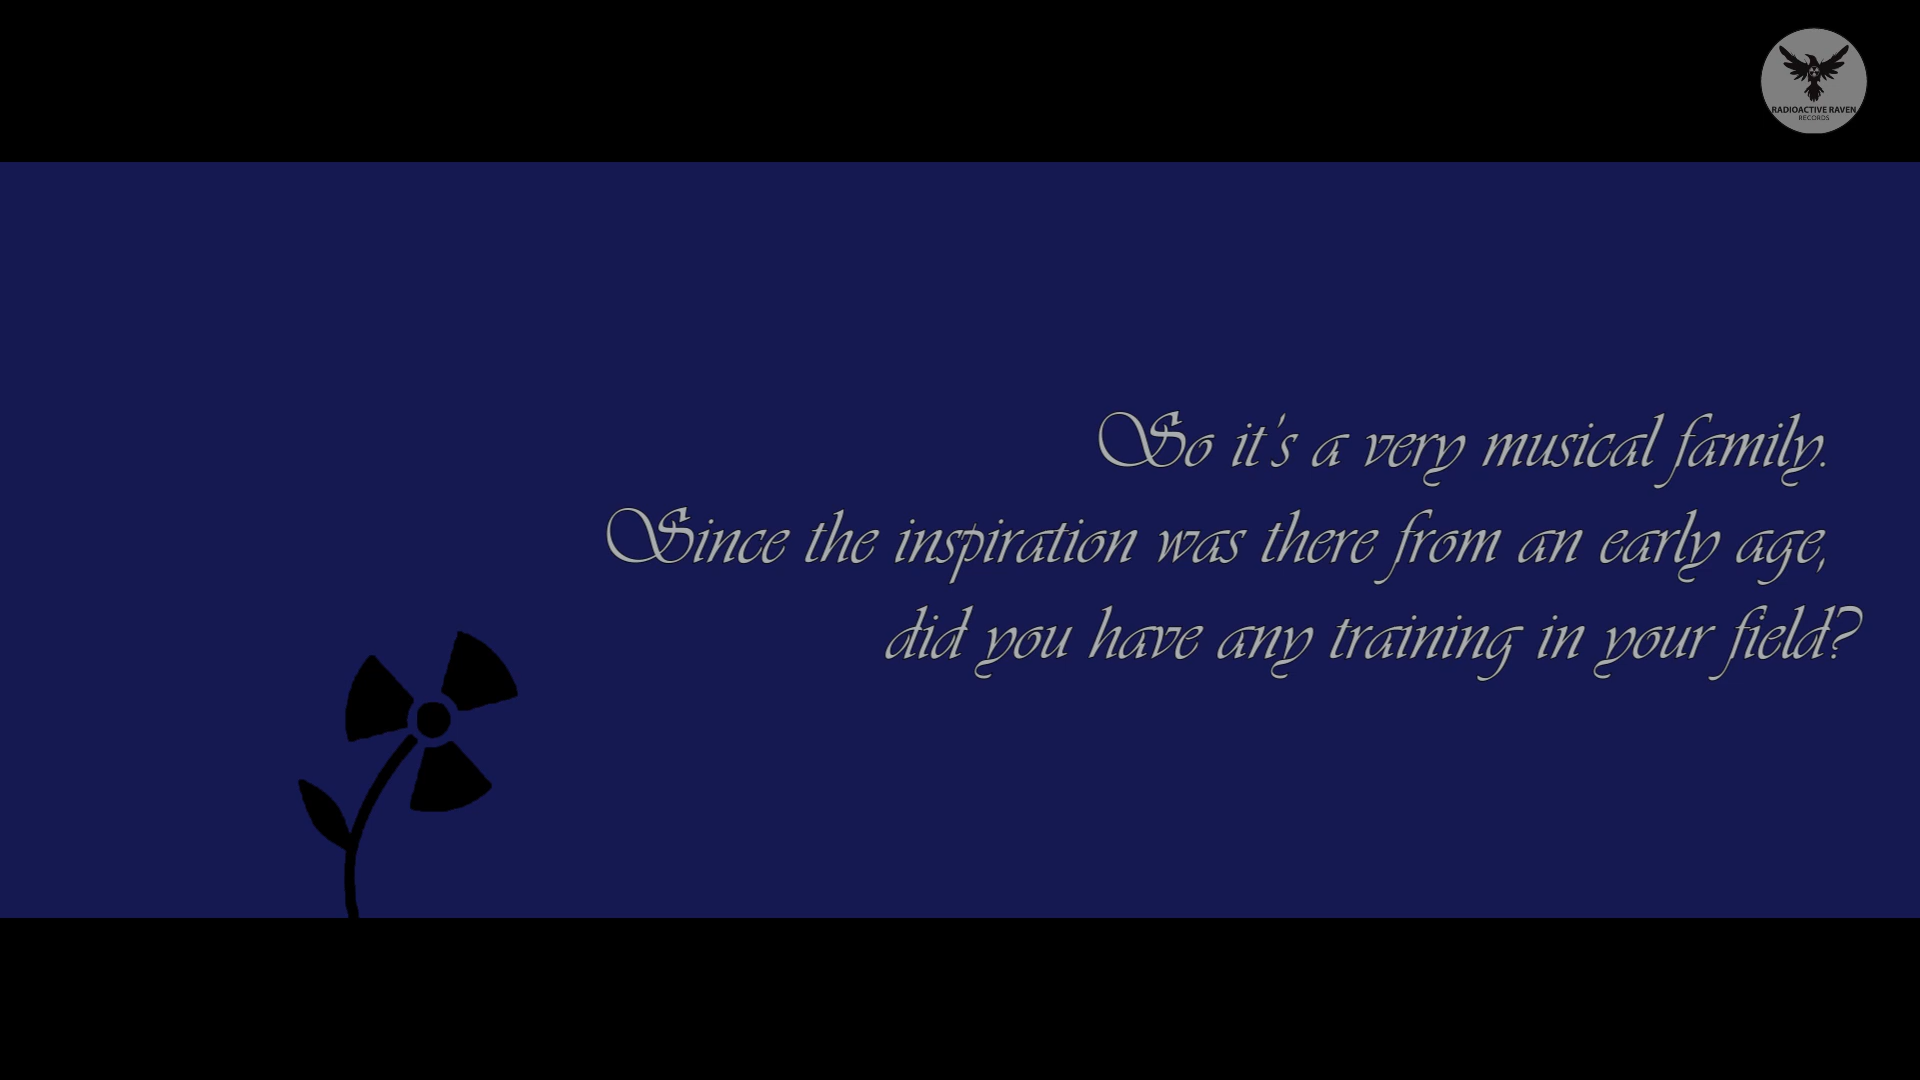 RADIOACTIVE RAVEN
RECORDS
So it's a very musical family.
Since the inspiration was there from an early age,
did you have any training in your field?